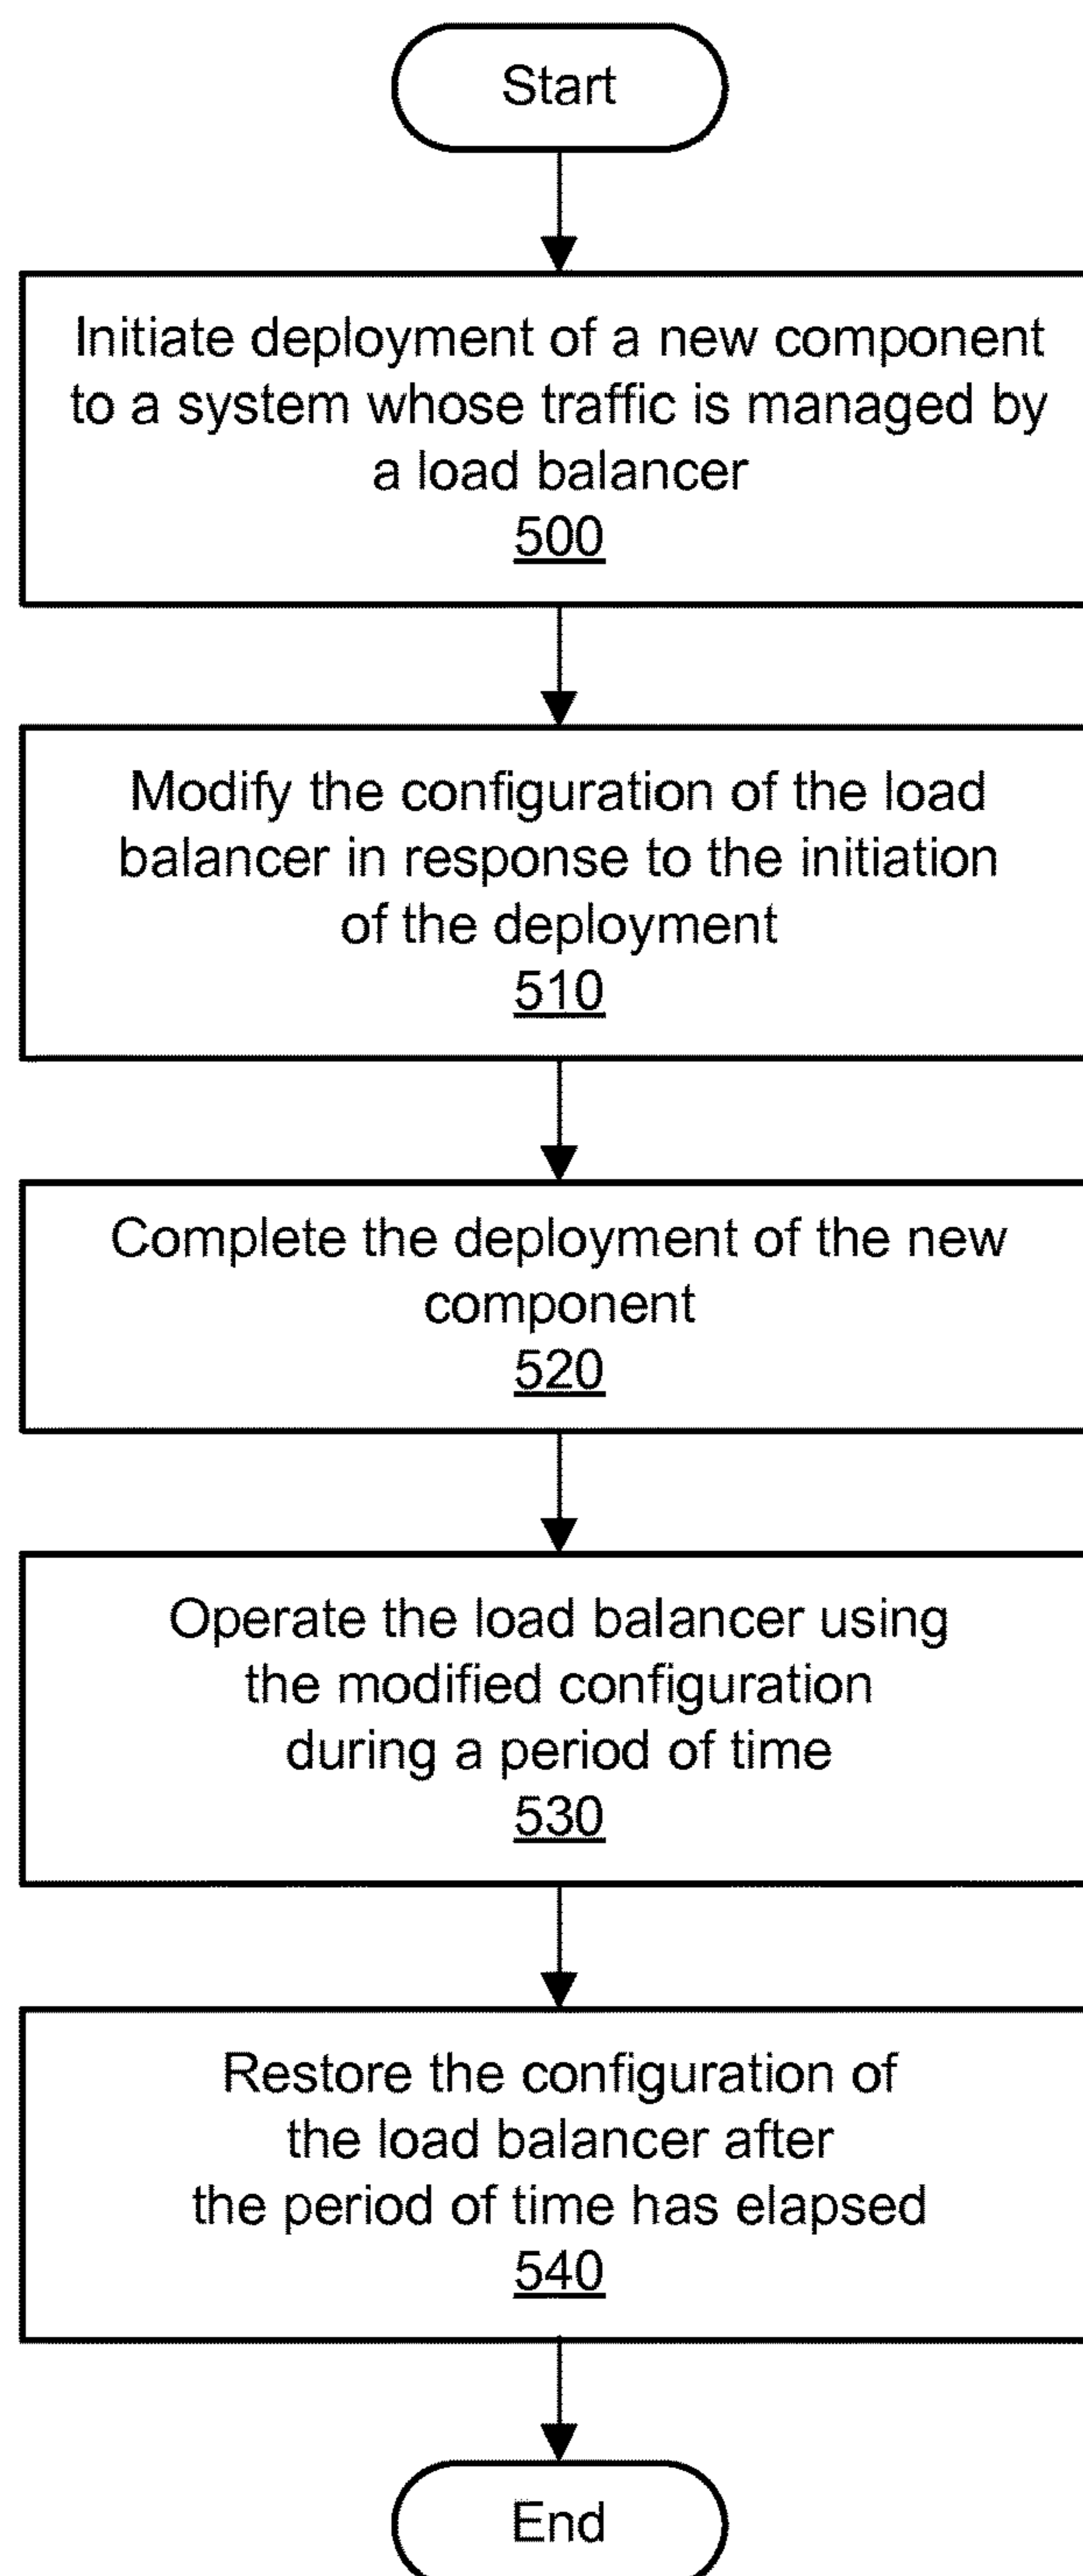 Start
Initiate deployment of a new component
to a system whose traffic is managed by
a load balancer
500
Modify the configuration of the load
balancer in response to the initiation
of the deployment
510
Complete the deployment of the new
component
520
Operate the load balancer using
the modified configuration
during a period of time
530
Restore the configuration of
the load balancer after
the period of time has elapsed
540
End